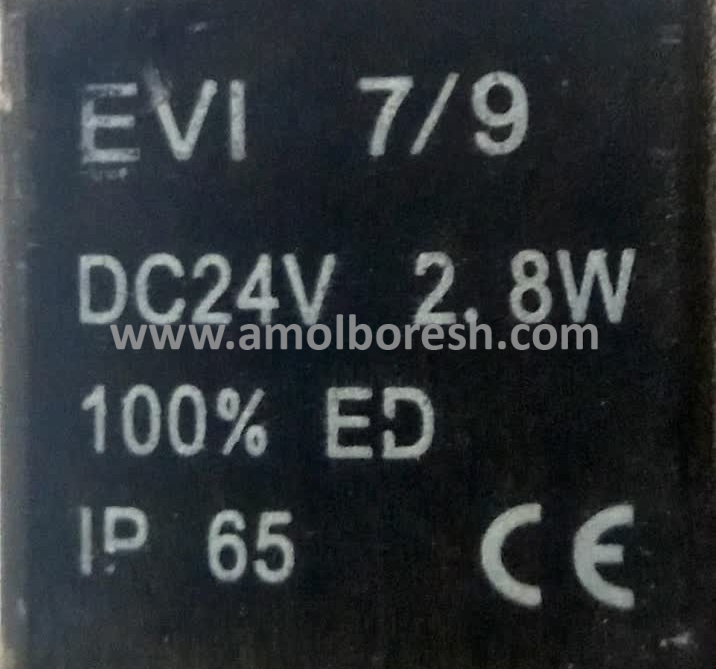 EVI 7/9
DC24V 2.8W
www.amolboresh.com
100% ED
IP 65 CE